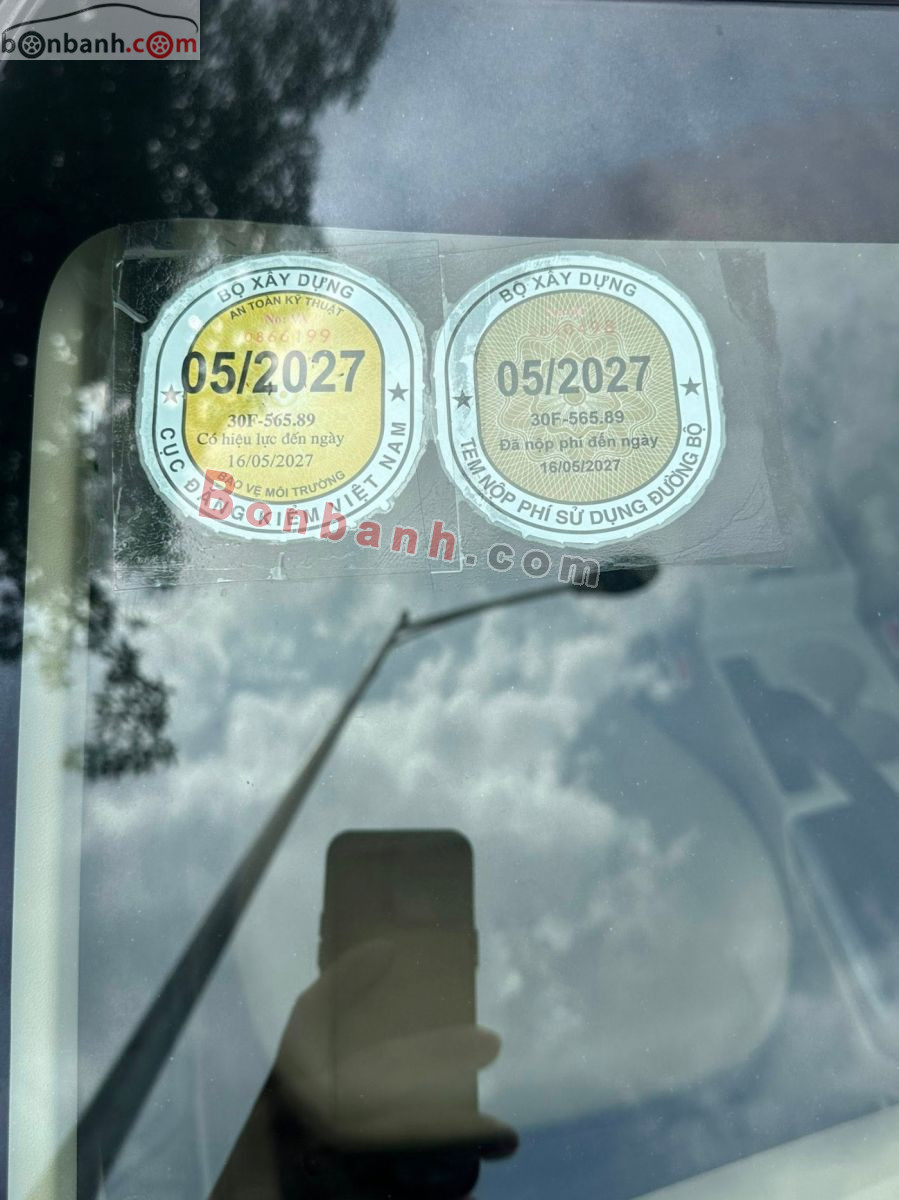 bonbanh.com
BỘ XÂY DỰNG
AN TOÀN KỸ THUẬT
0866199
05/2027
30F-565.89
Có hiệu lực đến ngày
16/05/2027
BẢO VỆ MÔI TRƯỜNG
CỤC ĐĂNG KIỂM VIỆT NAM
BỘ XÂY DỰNG
05/2027
30F-565.89
Đã nộp phí đến ngày
16/05/2027
TEM NỘP PHÍ SỬ DỤNG ĐƯỜNG BỘ
Bonbanh.com